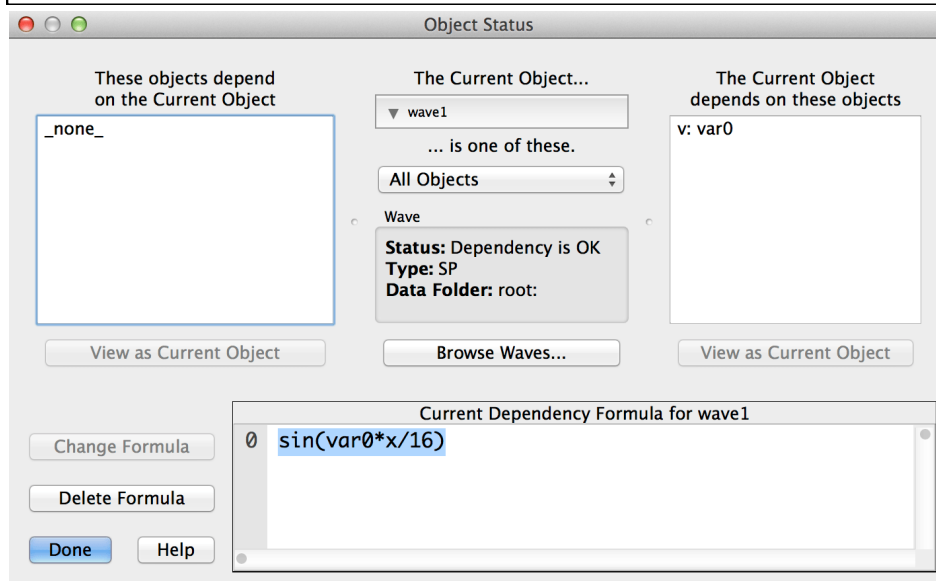 Object Status
These objects depend
on the Current Object
_none_
View as Current Object
The Current Object...
wave1
... is one of these.
All Objects
Wave
Status: Dependency is OK
Type: SP
Data Folder: root:
Browse Waves...
The Current Object
depends on these objects
v: var0
View as Current Object
Change Formula
Delete Formula
Done
Help
Current Dependency Formula for wave1
0 sin(var0*x/16)